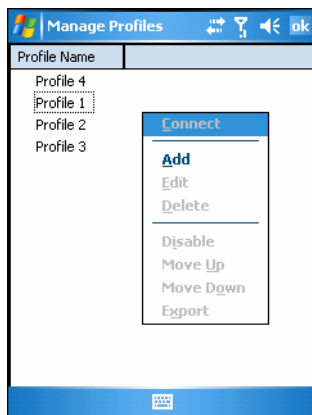 Manage Profiles ok
Profile Name
Profile 4
Profile 1
Profile 2
Profile 3
Connect
Add
Edit
Delete
Disable
Move Up
Move Down
Export